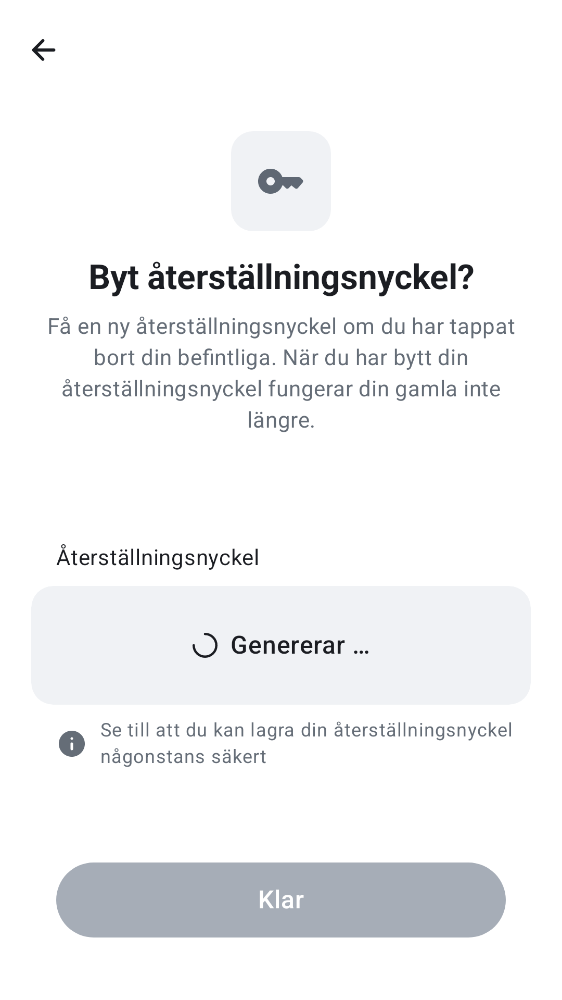 Byt återställningsnyckel?
Få en ny återställningsnyckel om du har tappat
bort din befintliga. När du har bytt din
återställningsnyckel fungerar din gamla inte
längre.
Återställningsnyckel
Genererar …
Se till att du kan lagra din återställningsnyckel
någonstans säkert
Klar